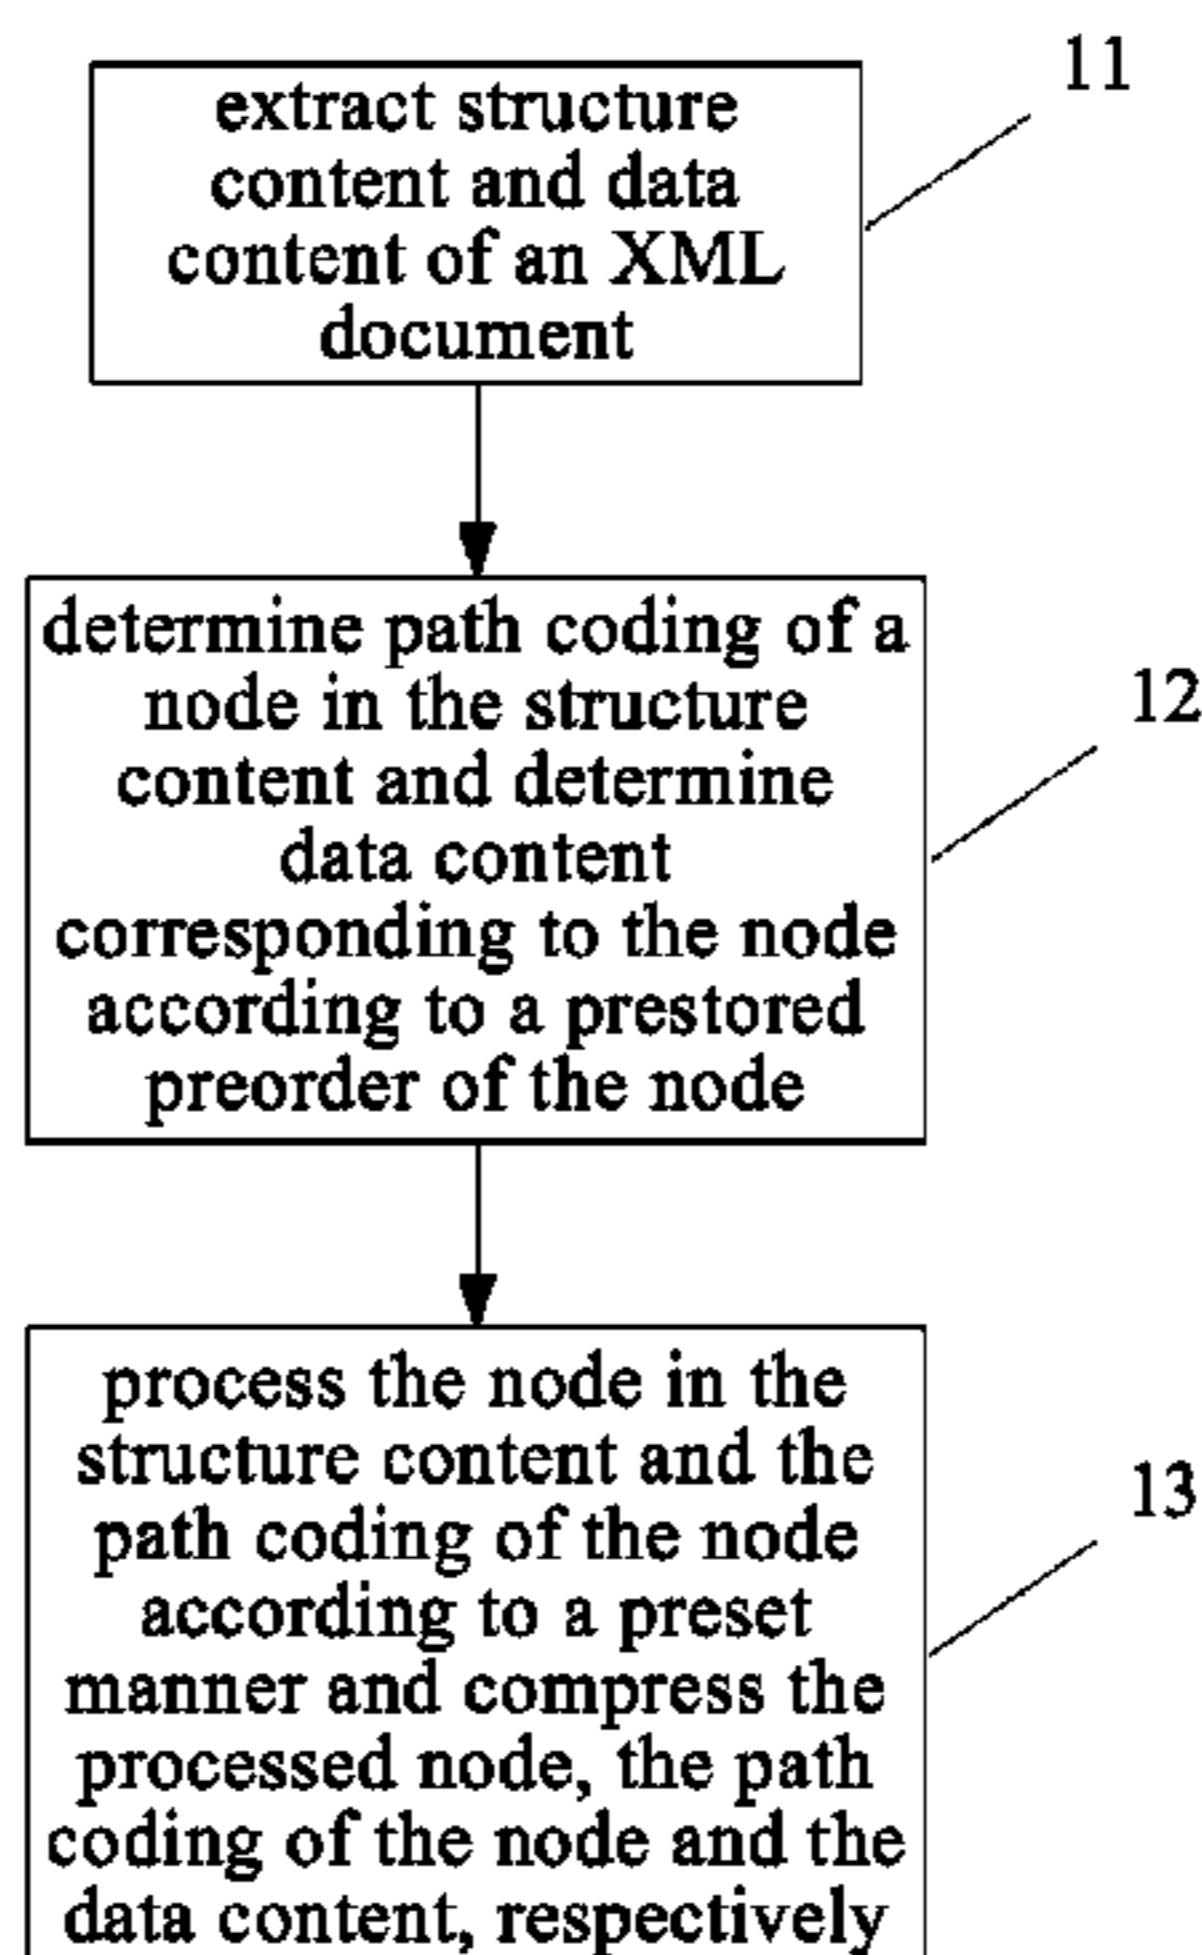 11
extract structure
content and data
content of an XML
document
12
determine path coding of a
node in the structure
content and determine
data content
corresponding to the node
according to a prestored
preorder of the node
13
process the node in the
structure content and the
path coding of the node
according to a preset
manner and compress the
processed node, the path
coding of the node and the
data content, respectively